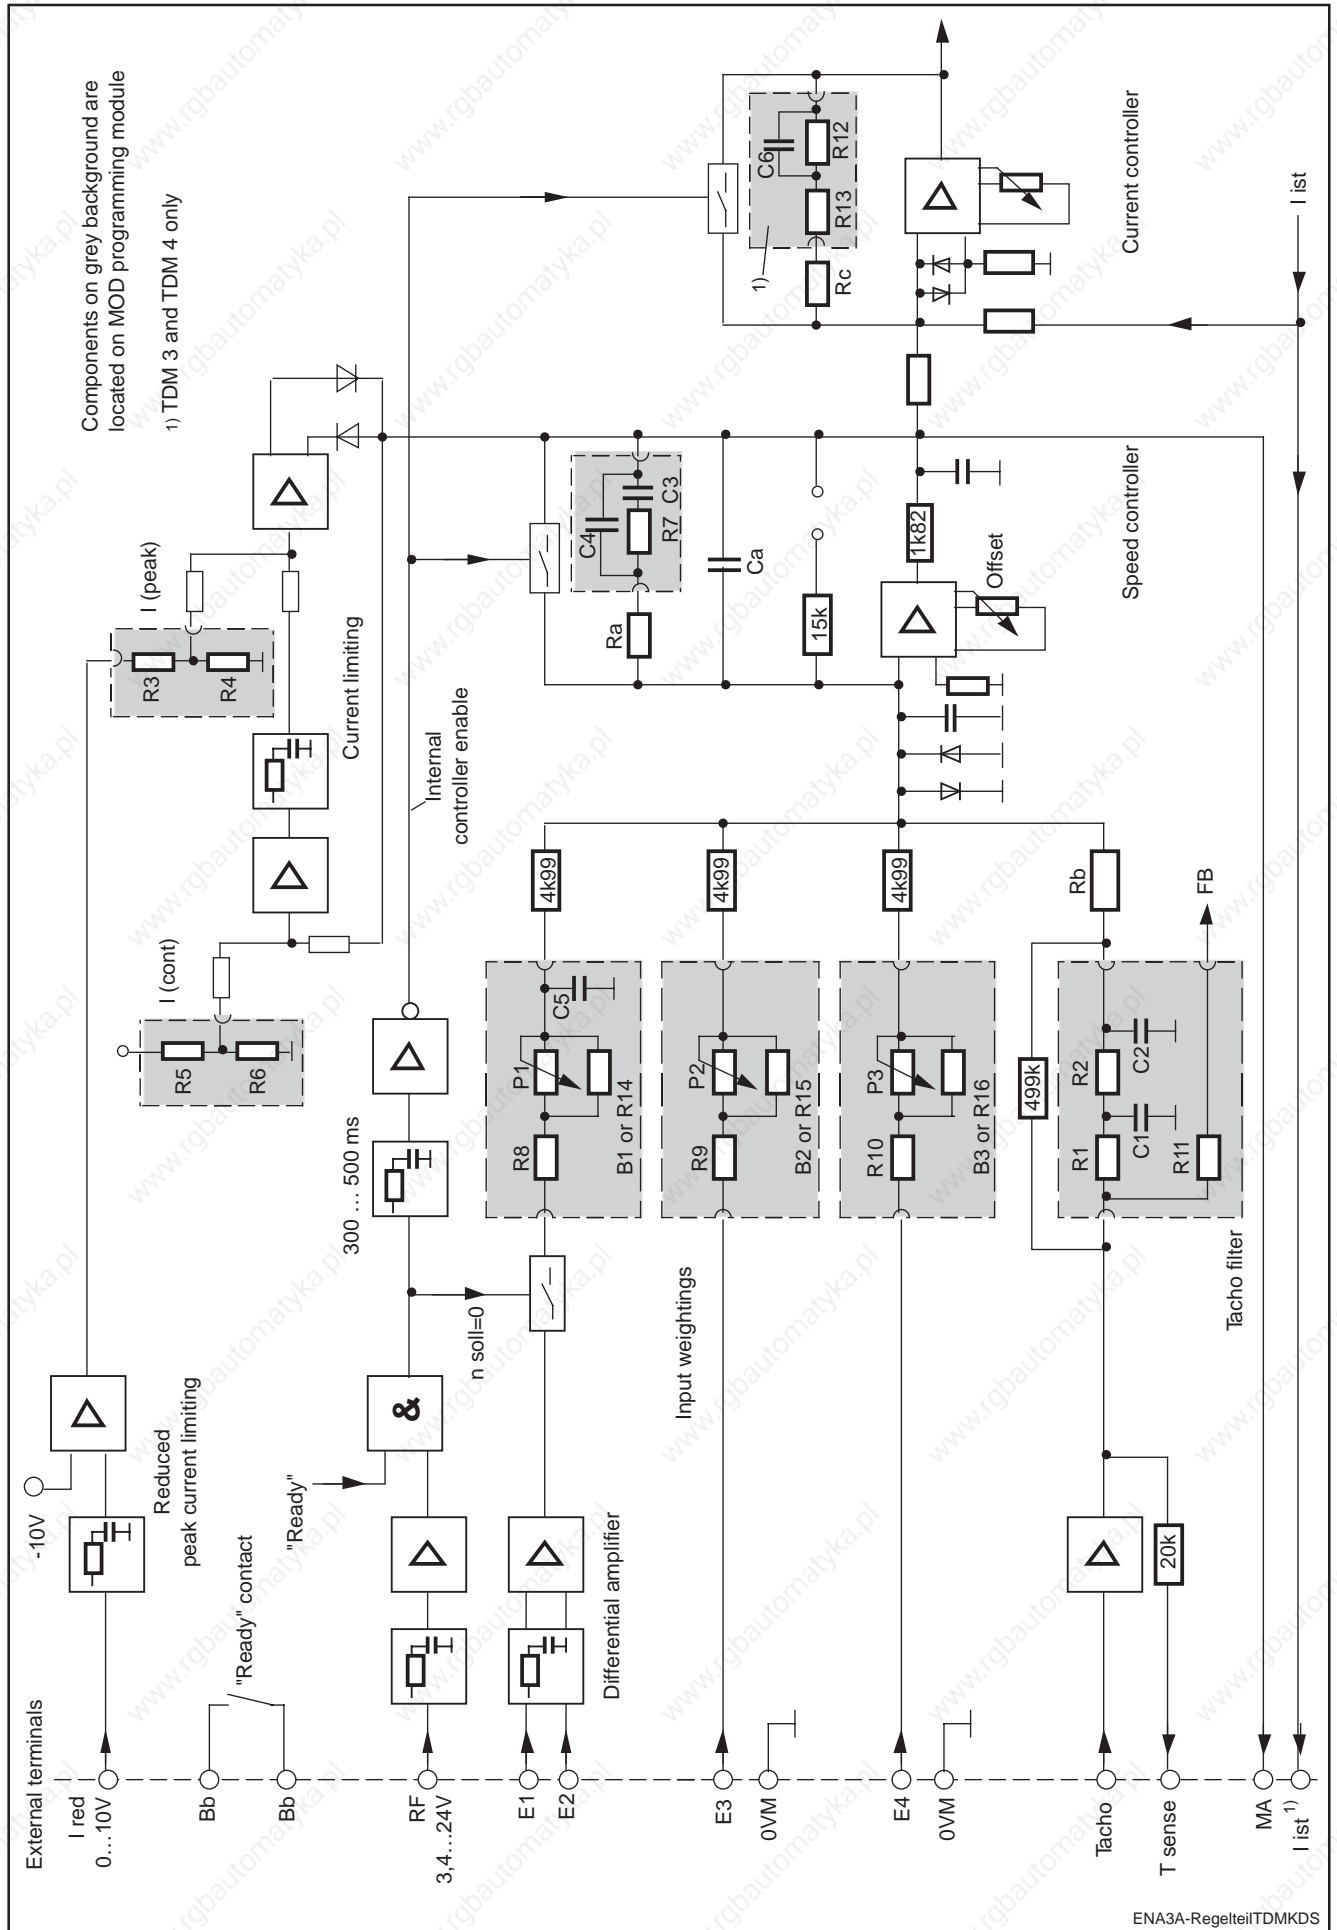 Components on grey background are
located on MOD programming module
1) TDM 3 and TDM 4 only
External terminals
I red
0...10V
-10V
Reduced
peak current limiting
R3
R4
I (peak)
Current limiting
I (cont)
R5
R6
Bb
Bb
"Ready" contact
"Ready"
RF
3,4...24V
&
300 ... 500 ms
Internal
controller enable
n soll=0
E1
E2
Differential amplifier
R8
P1
C5
B1 or R14
4k99
Input weightings
E3
0VM
R9
P2
B2 or R15
4k99
E4
0VM
R10
P3
B3 or R16
4k99
Tacho
T sense
20k
499k
R1
C1
R2
C2
R11
Tacho filter
Rb
FB
Ra
C4
R7
C3
Ca
15k
1k82
Offset
Speed controller
1)
Rc
R13
C6
R12
Current controller
I ist
MA
I ist 1)
ENA3A-RegelteilTDMKDS
www.rgbautomatyka.pl